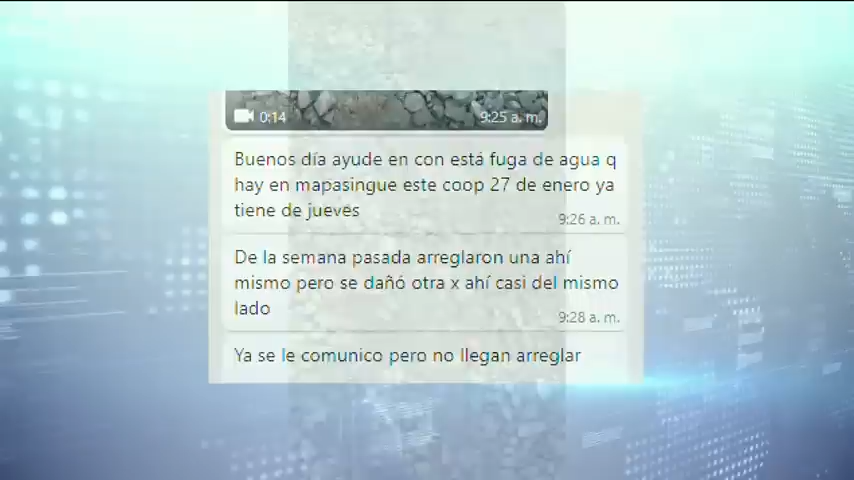 0:14 9:25 a. m.
Buenos día ayude en con está fuga de agua q
hay en mapasingue este coop 27 de enero ya
tiene de jueves
9:26 a. m.
De la semana pasada arreglaron una ahí
mismo pero se dañó otra x ahí casi del mismo
lado
9:28 a. m.
Ya se le comunico pero no llegan arreglar